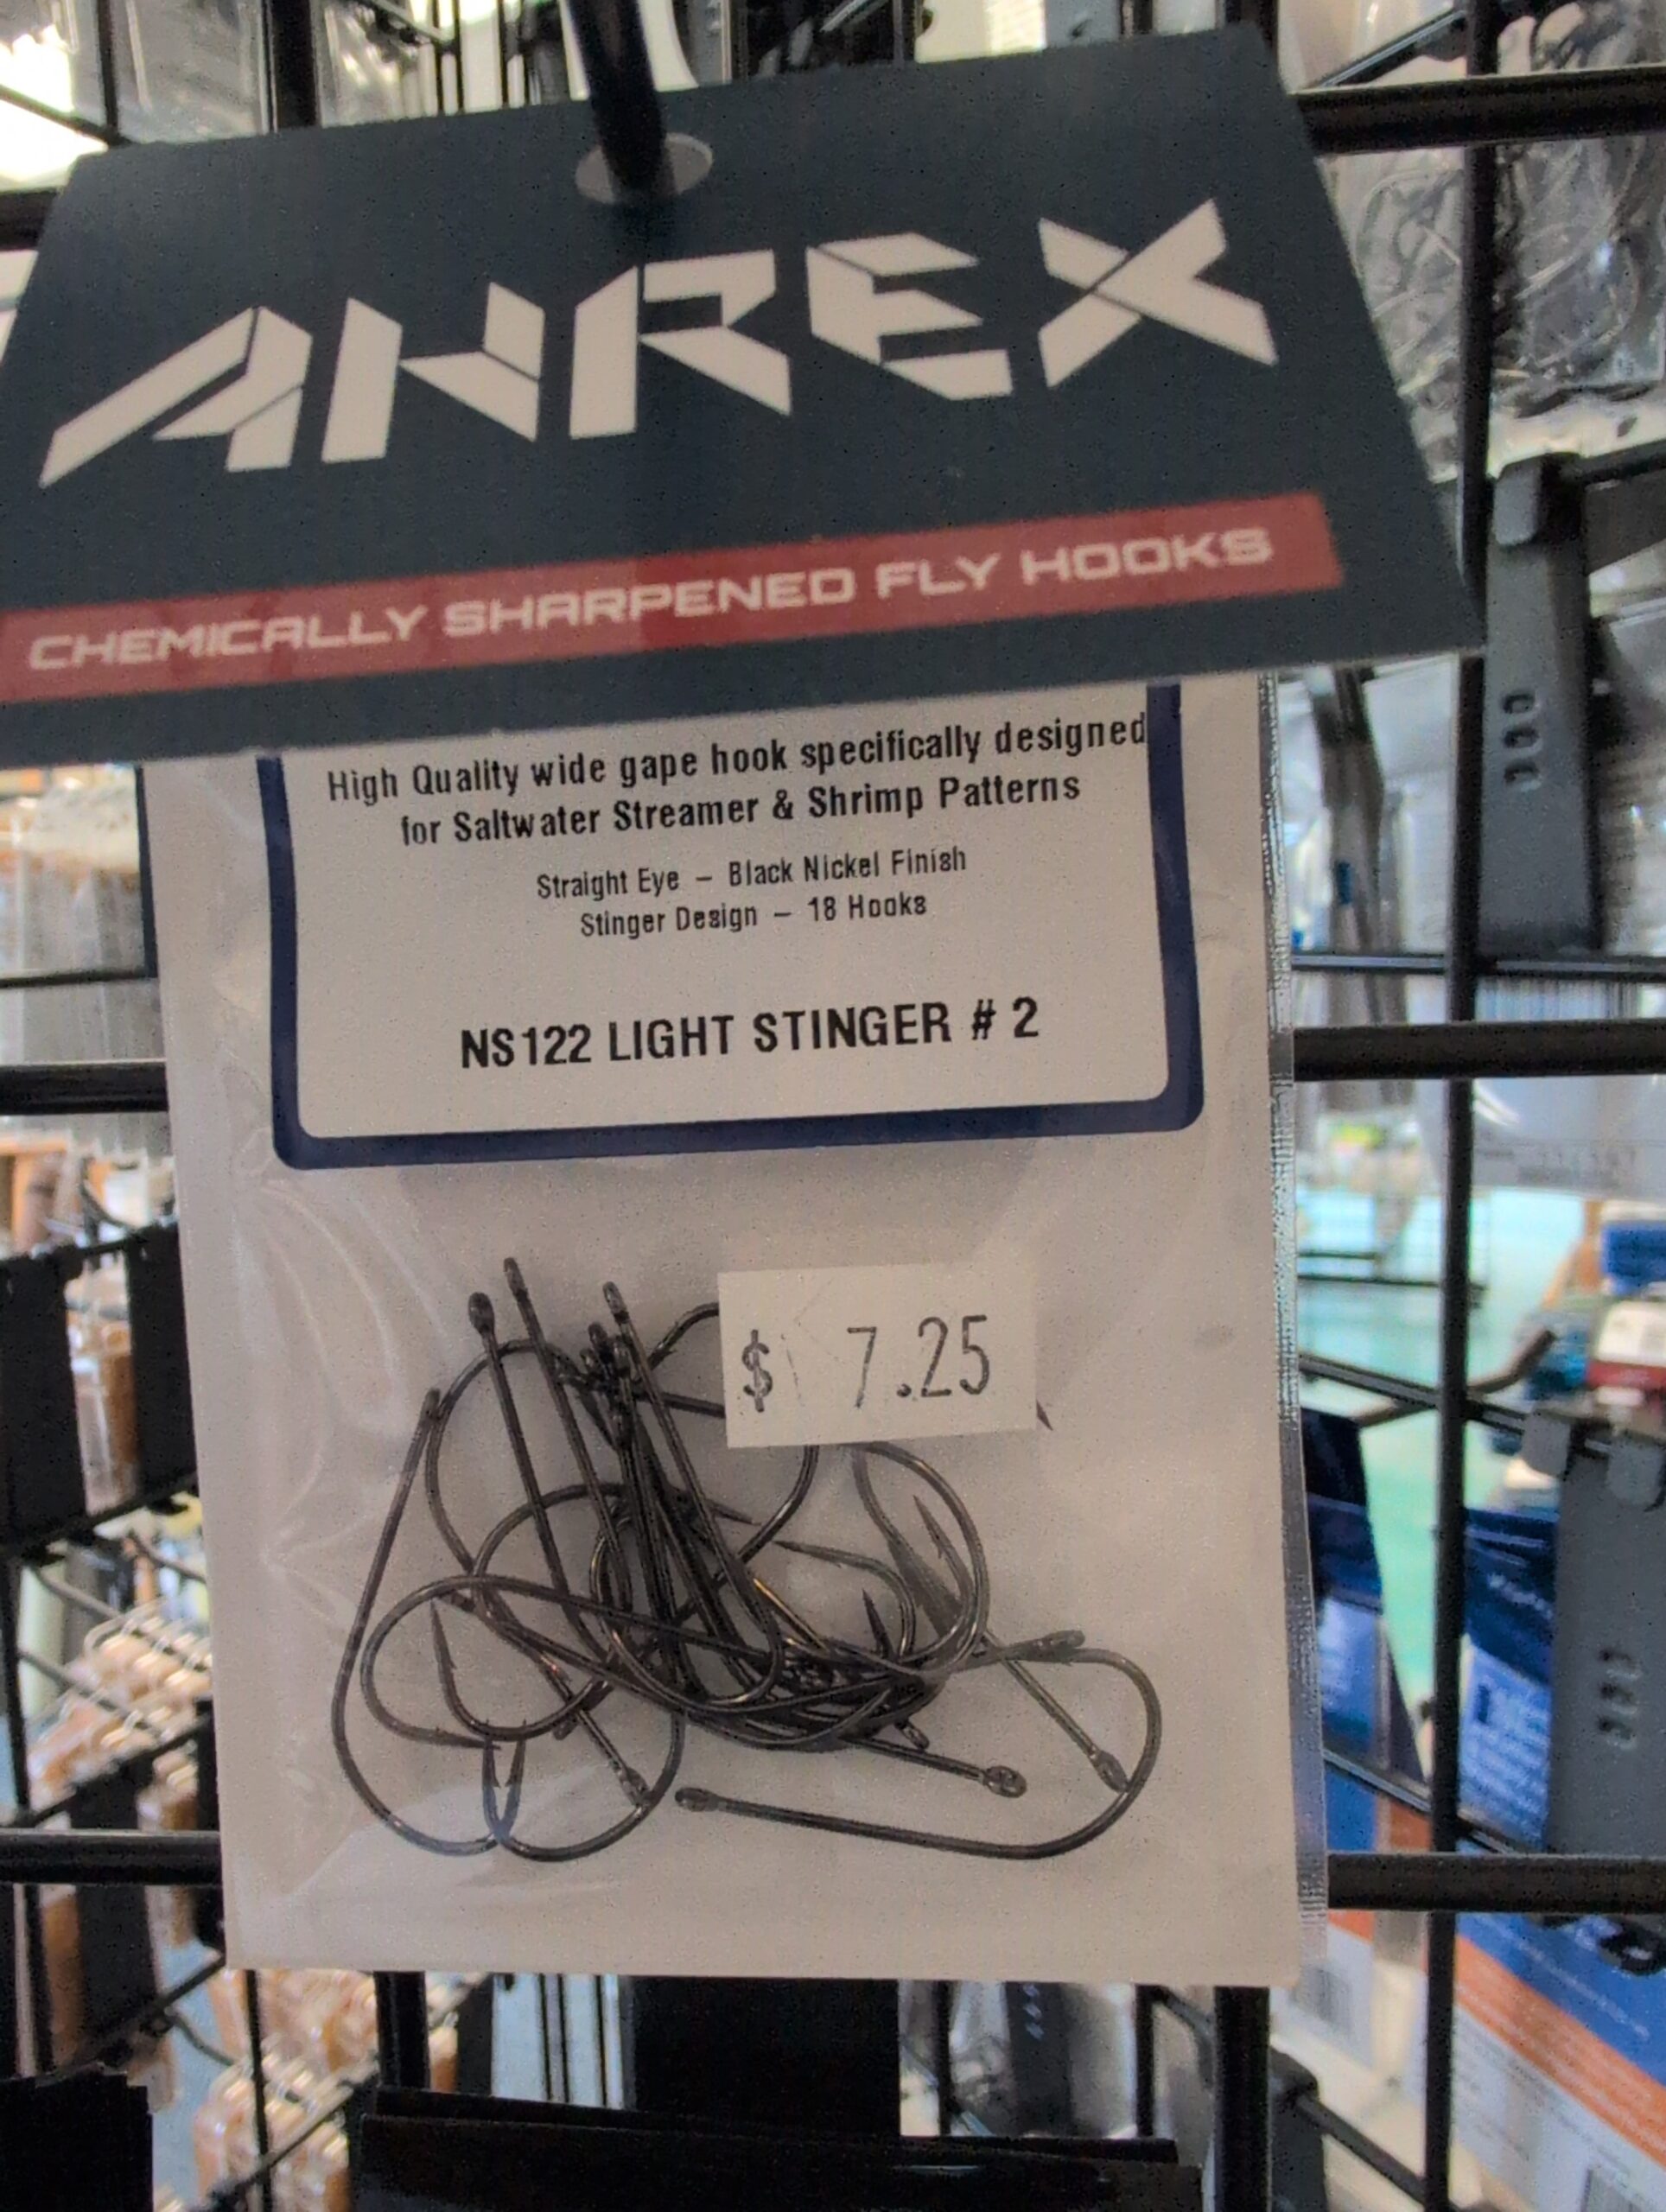 AHREX
CHEMICALLY SHARPENED FLY HOOKS
High Quality wide gape hook specifically designed
for Saltwater Streamer & Shrimp Patterns
Straight Eye – Black Nickel Finish
Stinger Design – 18 Hooks
NS122 LIGHT STINGER # 2
$ 7.25